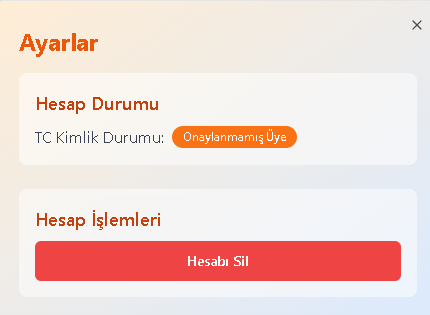 Ayarlar
Hesap Durumu
TC Kimlik Durumu: Onaylanmamış Üye
Hesap İşlemleri
Hesabı Sil